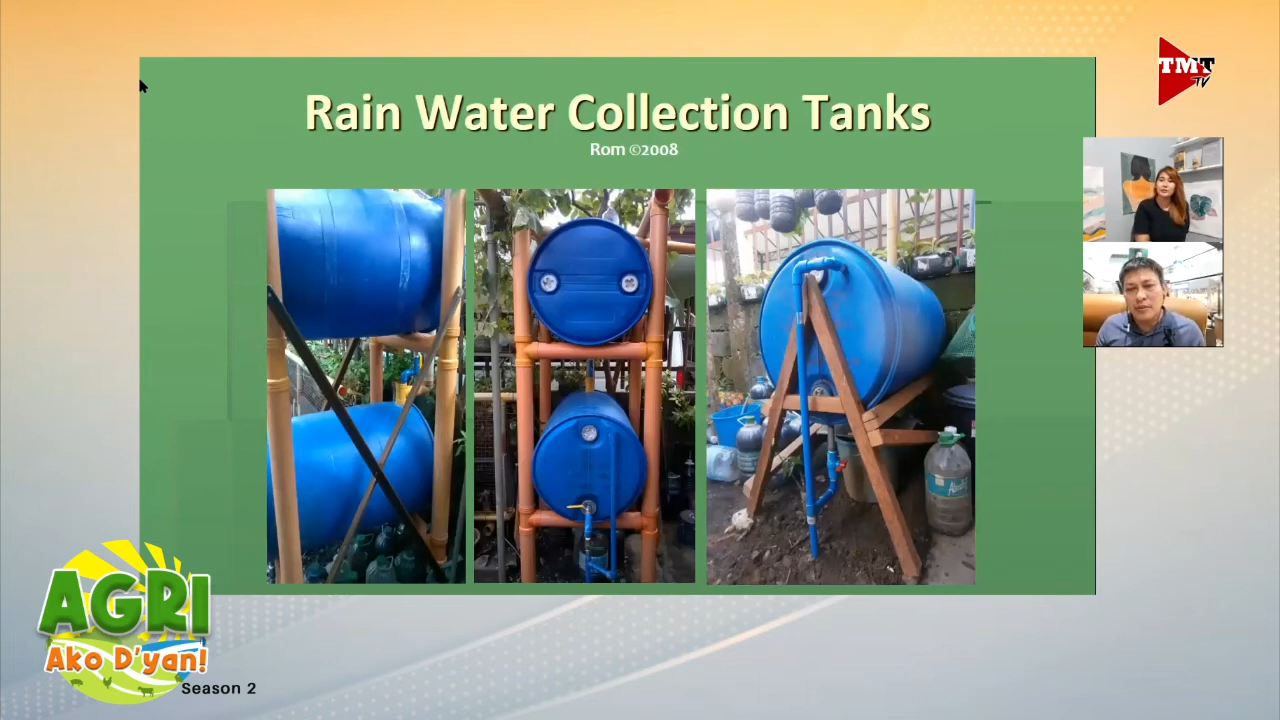 Rain Water Collection Tanks
Rom ©2008
TMT
TV
AGRI
Ako D'yan!
Season 2